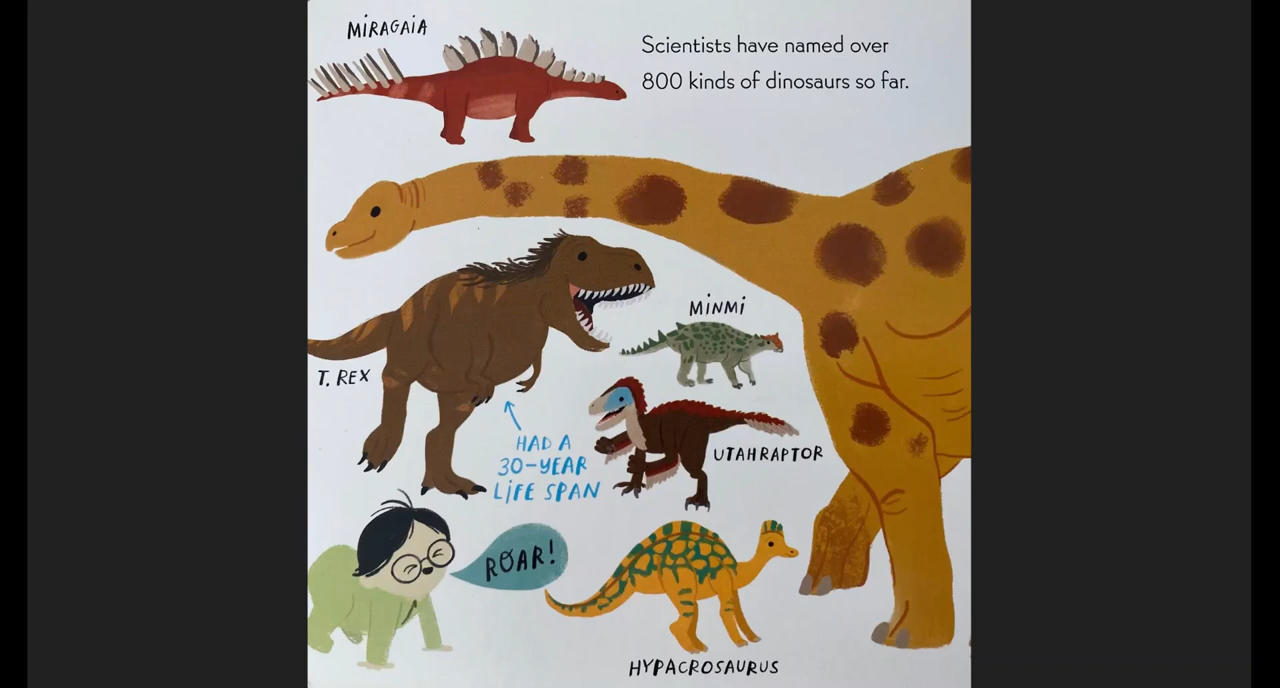 MiRAGAiA
Scientists have named over
800 kinds of dinosaurs so far.
MiNMi
T. REX
HAD A
30-YEAR
LiFE SPAN
UTAHRAPTOR
ROAR!
HYPACROSAURUS